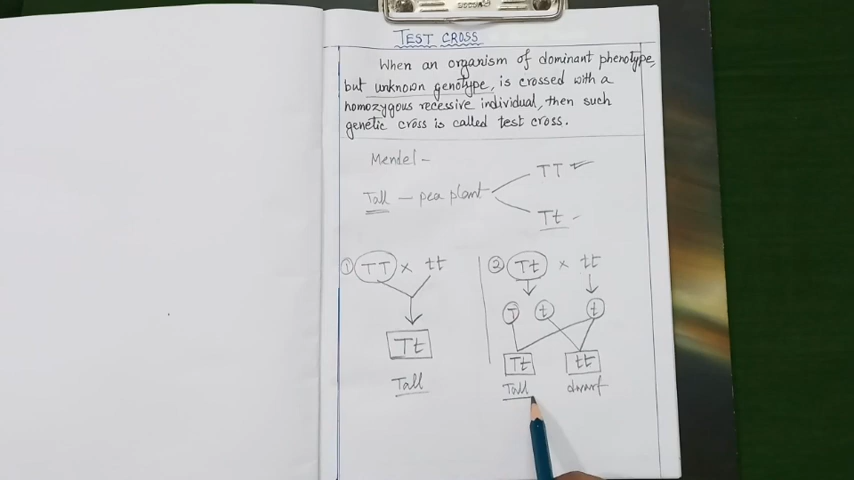 TEST CROSS
When an organism of dominant phenotype,
but unknown genotype, is crossed with a
homozygous recessive individual, then such
genetic cross is called test cross.
Mendel -
Tall - pea plant
TT
Tt
① TT × tt
Tt
Tall
② Tt × tt
T t t
Tt tt
Tall dwarf